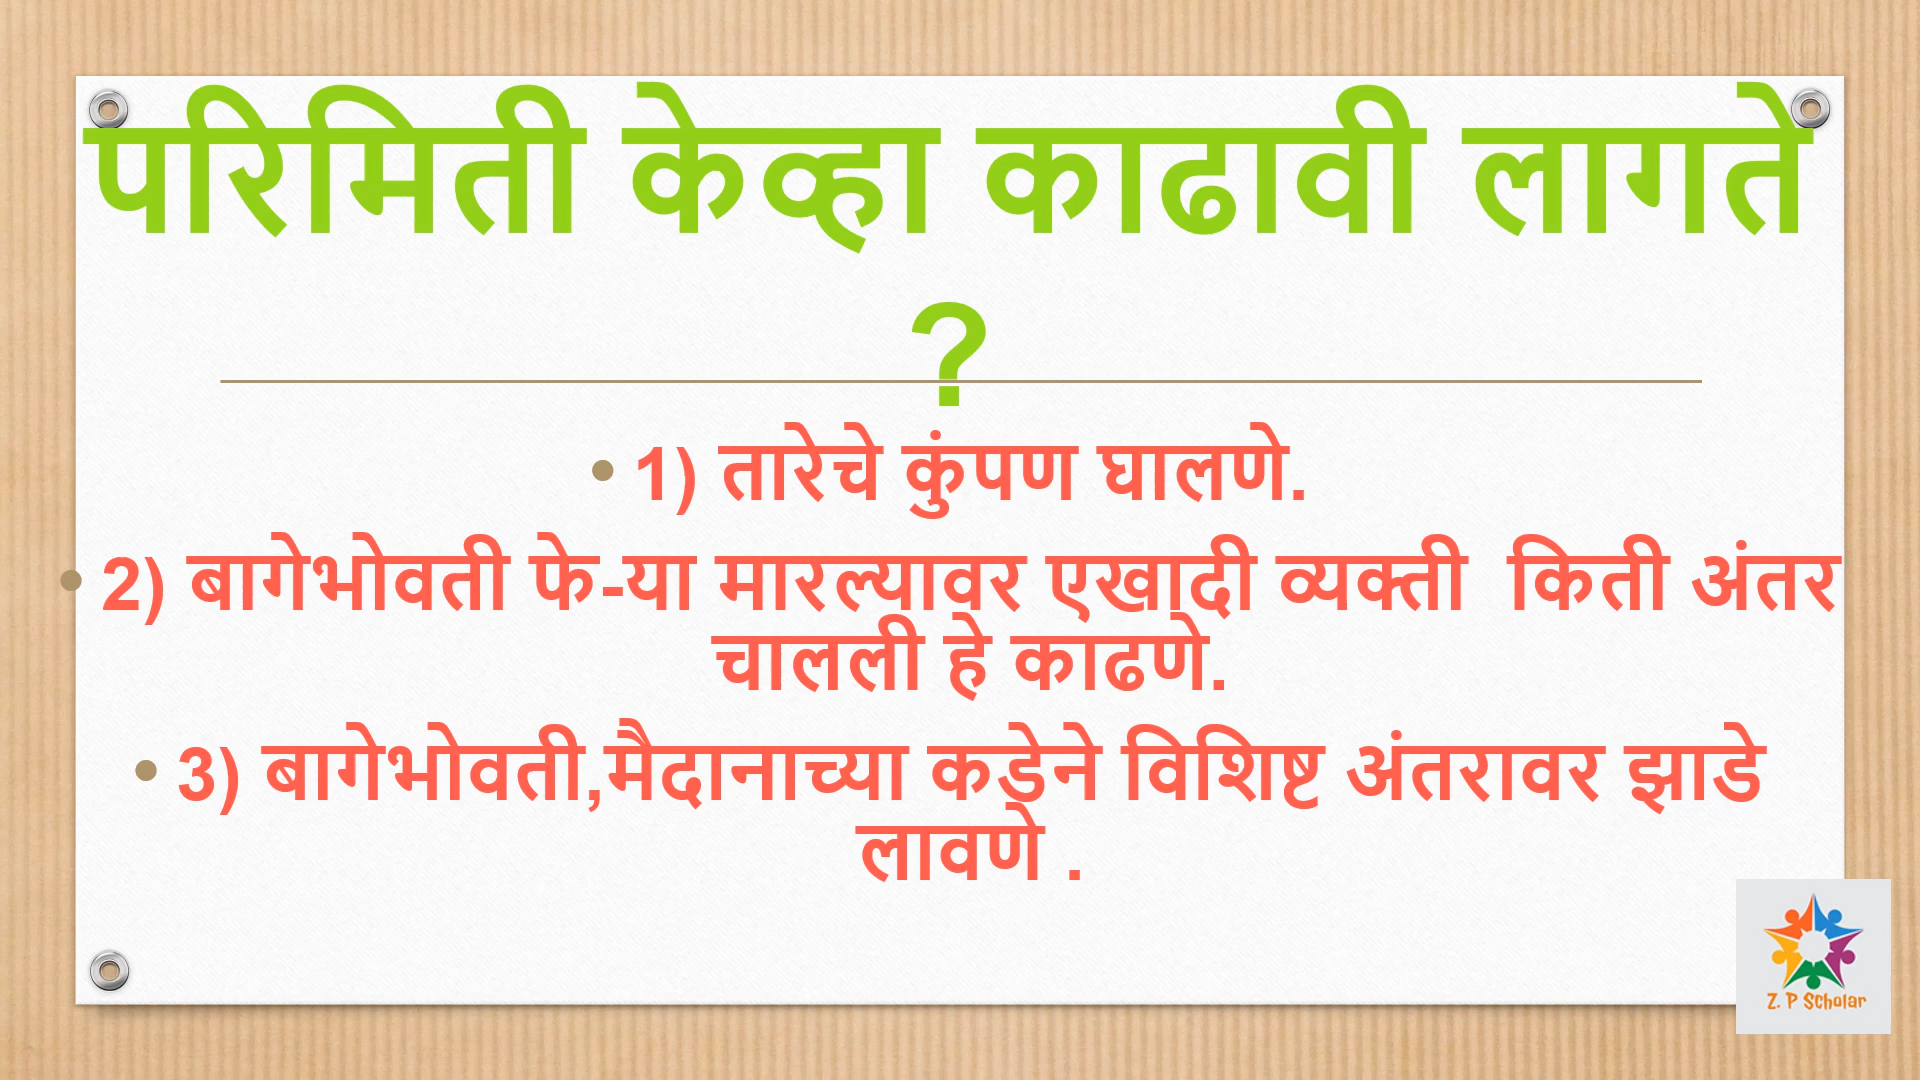 परिमिती केव्हा काढावी लागते
?
• 1) तारेचे कुंपण घालणे.
• 2) बागेभोवती फे-या मारल्यावर एखादी व्यक्ती  किती अंतर
चालली हे काढणे.
• 3) बागेभोवती,मैदानाच्या कडेने विशिष्ट अंतरावर झाडे
लावणे .
Z. P Scholar